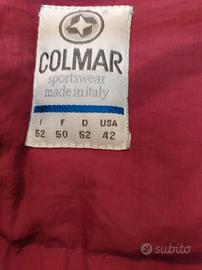 COLMAR
sportswear
made in italy
I F D USA
52 50 52 42
subito